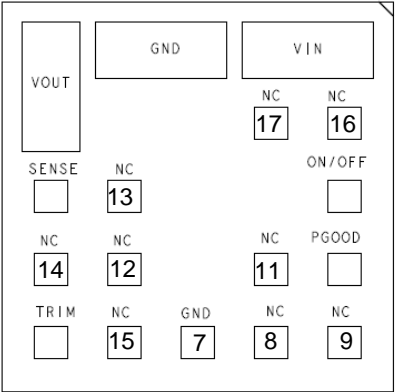 GND VIN
VOUT
NC NC
17 16
SENSE NC ON/OFF
13
NC NC NC PGOOD
14 12 11
TRIM NC GND NC NC
15 7 8 9